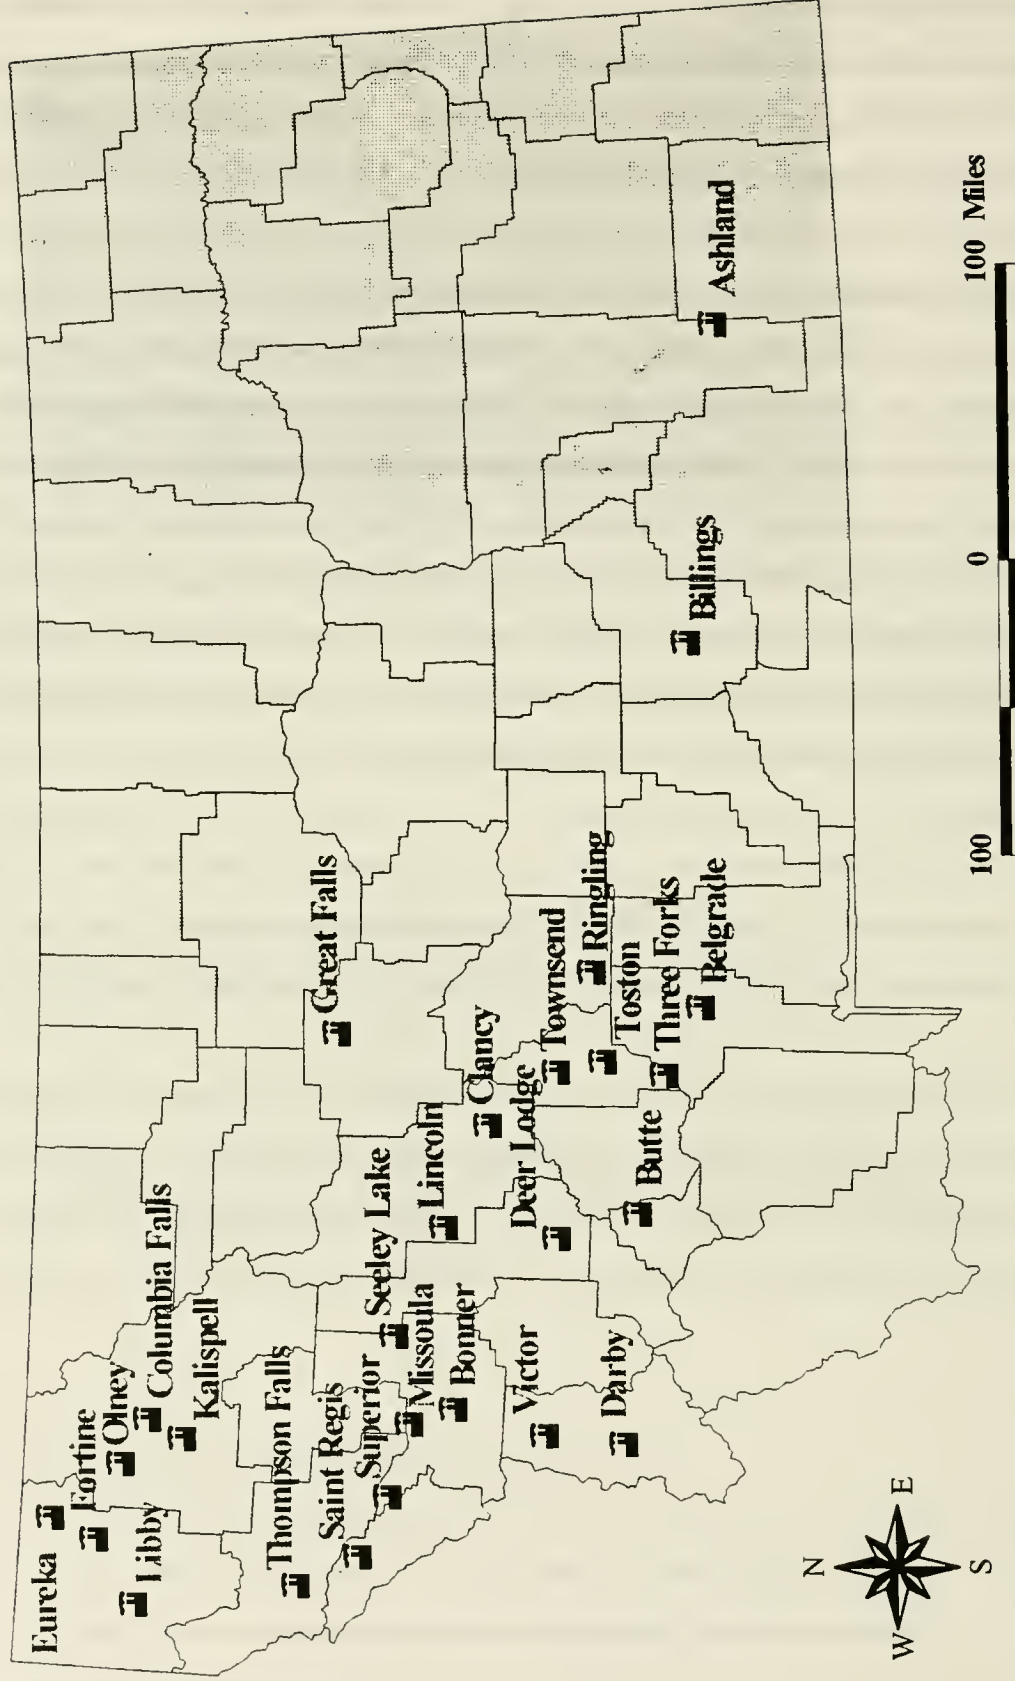 Eureka
Fortine
Libby
Olney
Columbia Falls
Kalispell
Thompson Falls
Saint Regis
Superior
Missoula
Seeley Lake
Bonner
Lincoln
Great Falls
Clancy
Deer Lodge
Townsend
Ringling
Toston
Victor
Darby
Butte
Three Forks
Belgrade
Billings
Ashland
N
W E
S
100 0 100 Miles